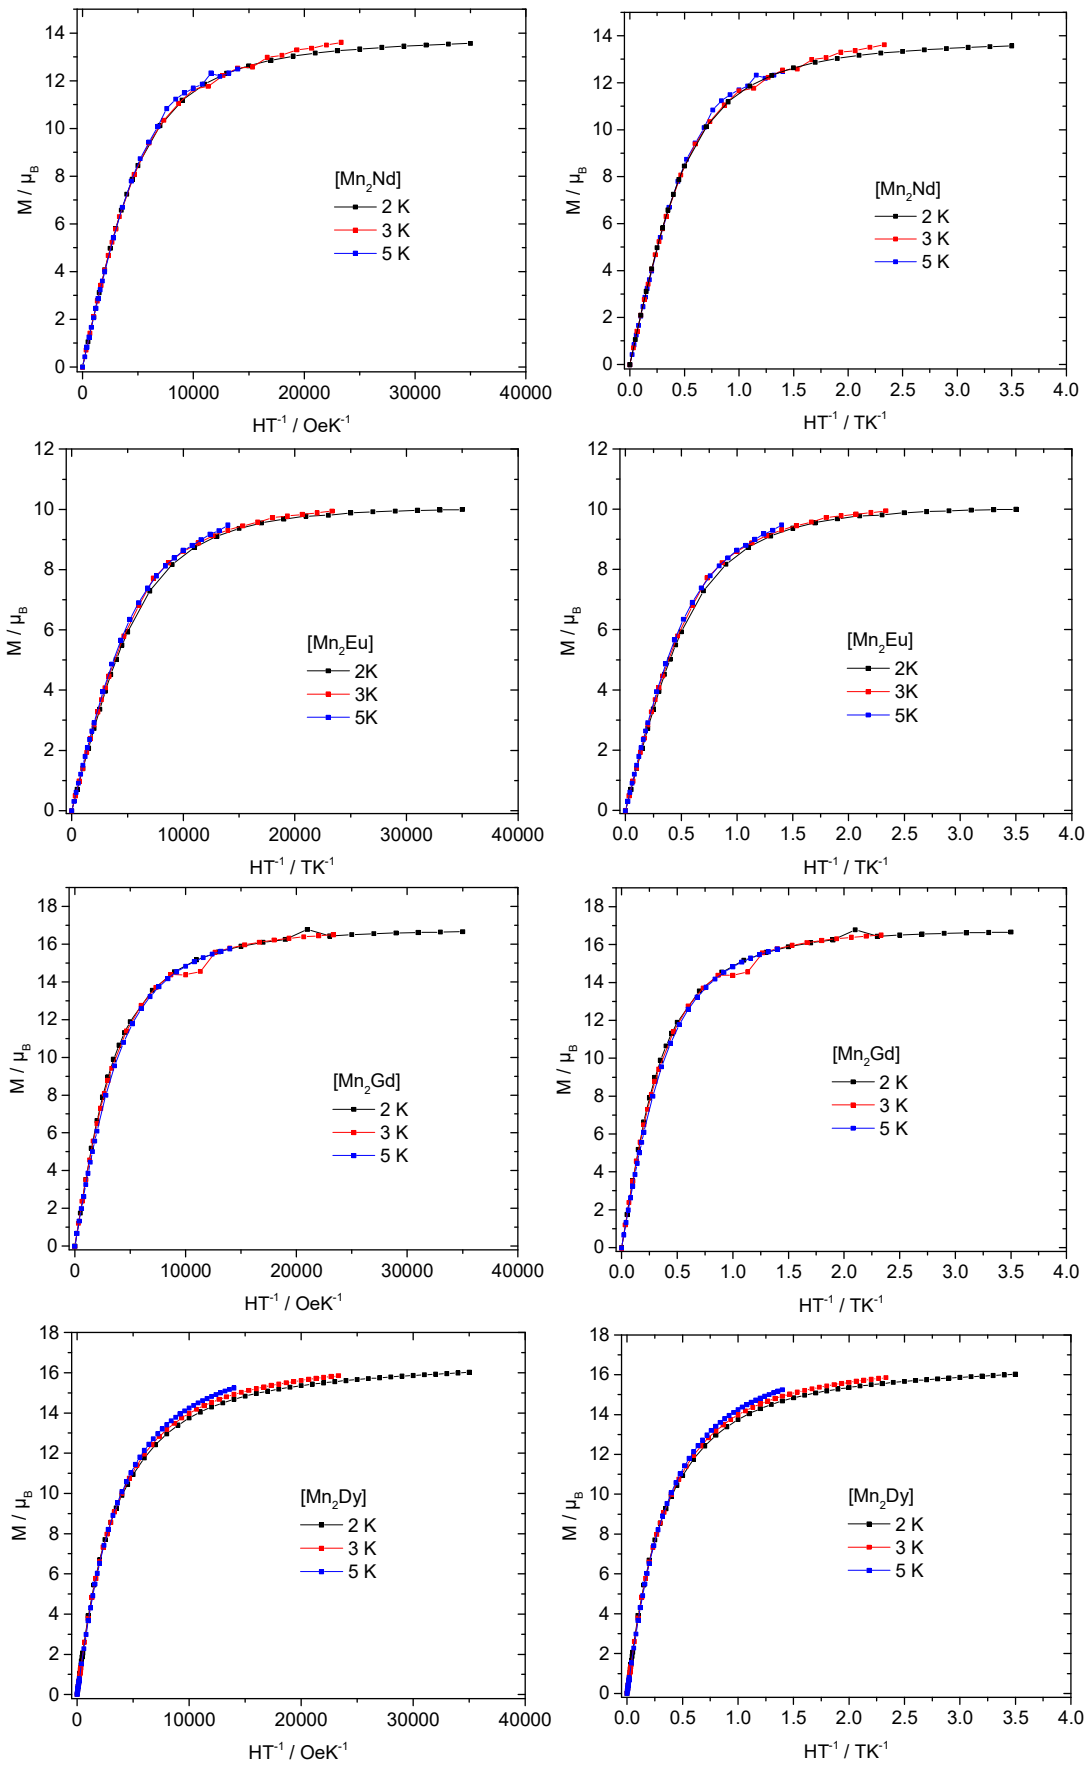 14
12
10
8
6
4
2
0
M / μB
[Mn2Nd]
2 K
3 K
5 K
0 10000 20000 30000 40000
HT-1 / OeK-1
14
12
10
8
6
4
2
0
M / μB
[Mn2Nd]
2 K
3 K
5 K
0.0 0.5 1.0 1.5 2.0 2.5 3.0 3.5 4.0
HT-1 / TK-1
12
10
8
6
4
2
0
M / μB
[Mn2Eu]
2K
3K
5K
0 10000 20000 30000 40000
HT-1 / TK-1
12
10
8
6
4
2
0
M / μB
[Mn2Eu]
2K
3K
5K
0.0 0.5 1.0 1.5 2.0 2.5 3.0 3.5 4.0
HT-1 / TK-1
18
16
14
12
10
8
6
4
2
0
M / μB
[Mn2Gd]
2 K
3 K
5 K
0 10000 20000 30000 40000
HT-1 / OeK-1
18
16
14
12
10
8
6
4
2
0
M / μB
[Mn2Gd]
2 K
3 K
5 K
0.0 0.5 1.0 1.5 2.0 2.5 3.0 3.5 4.0
HT-1 / TK-1
18
16
14
12
10
8
6
4
2
0
M / μB
[Mn2Dy]
2 K
3 K
5 K
0 10000 20000 30000 40000
HT-1 / OeK-1
18
16
14
12
10
8
6
4
2
0
M / μB
[Mn2Dy]
2 K
3 K
5 K
0.0 0.5 1.0 1.5 2.0 2.5 3.0 3.5 4.0
HT-1 / TK-1